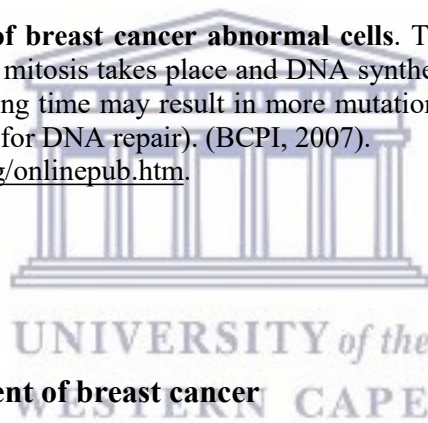 of breast cancer abnormal cells. T
mitosis takes place and DNA synthe
ng time may result in more mutation
for DNA repair). (BCPI, 2007).
g/onlinepub.htm.
UNIVERSITY of the
ent of breast cancer
WESTERN CAPE